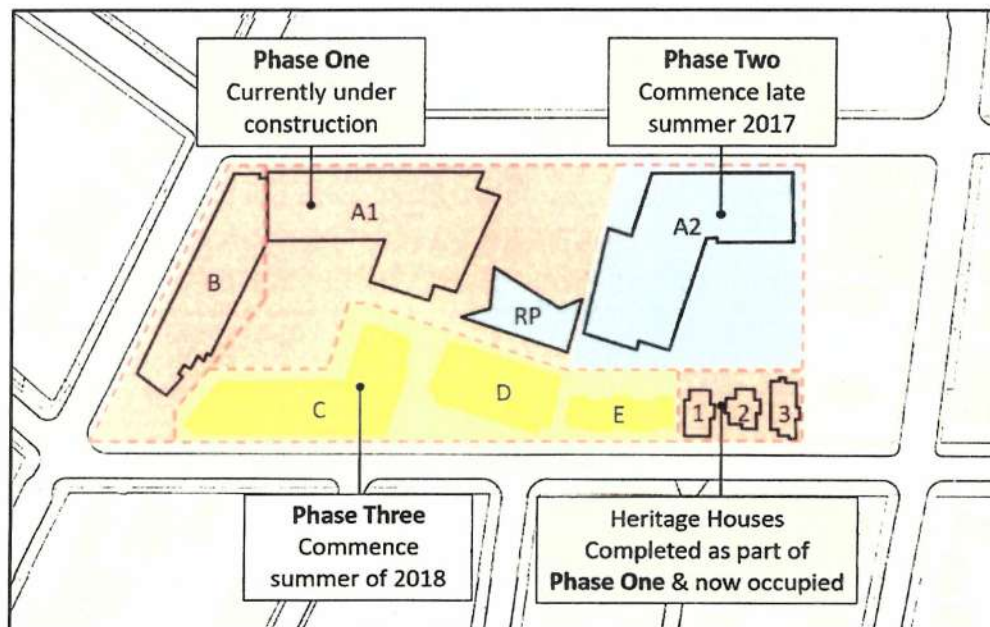 Phase One
Currently under
construction
Phase Two
Commence late
summer 2017
A1
A2
B
RP
C
D
E
1
2
3
Phase Three
Commence
summer of 2018
Heritage Houses
Completed as part of
Phase One & now occupied